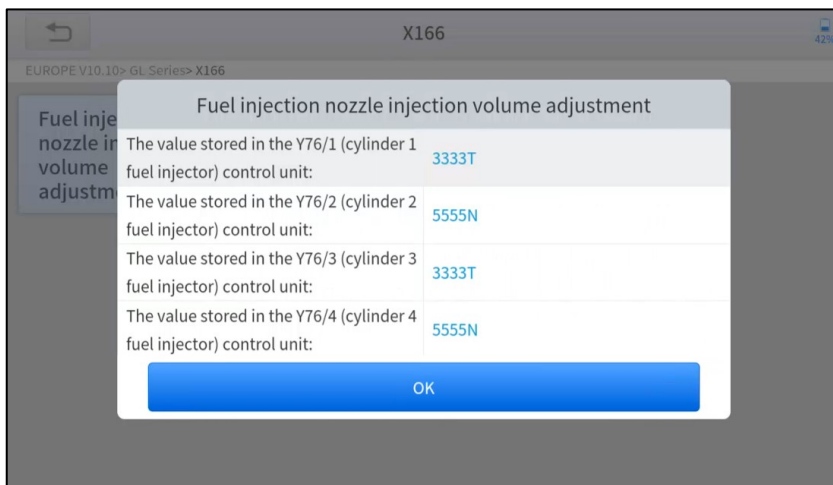 X166
42%
EUROPE V10.10> GL Series> X166
Fuel inje
nozzle in
volume
adjustm
Fuel injection nozzle injection volume adjustment
The value stored in the Y76/1 (cylinder 1
fuel injector) control unit:
3333T
The value stored in the Y76/2 (cylinder 2
fuel injector) control unit:
5555N
The value stored in the Y76/3 (cylinder 3
fuel injector) control unit:
3333T
The value stored in the Y76/4 (cylinder 4
fuel injector) control unit:
5555N
OK